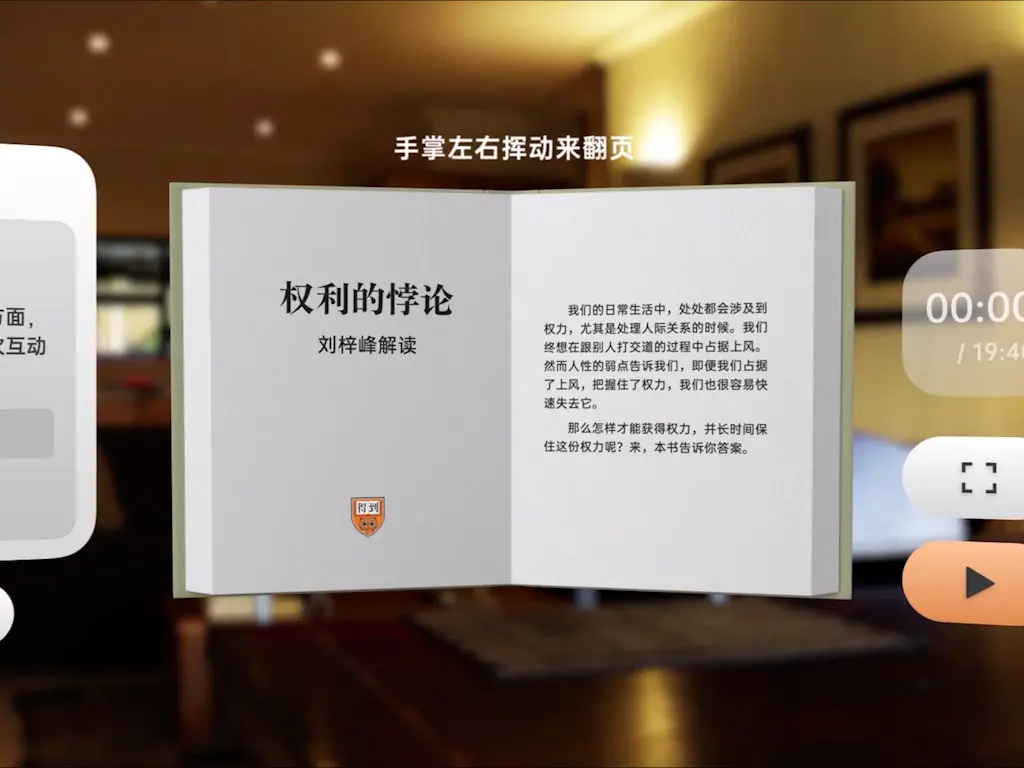 手掌左右挥动来翻页
方面，
次互动
权利的悖论
刘梓峰解读
得到
我们的日常生活中，处处都会涉及到
权力，尤其是处理人际关系的时候。我们
终想在跟别人打交道的过程中占据上风。
然而人性的弱点告诉我们，即便我们占据
了上风，把握住了权力，我们也很容易快
速失去它。
那么怎样才能获得权力，并长时间保
住这份权力呢？来，本书告诉你答案。
00:00
/ 19:4